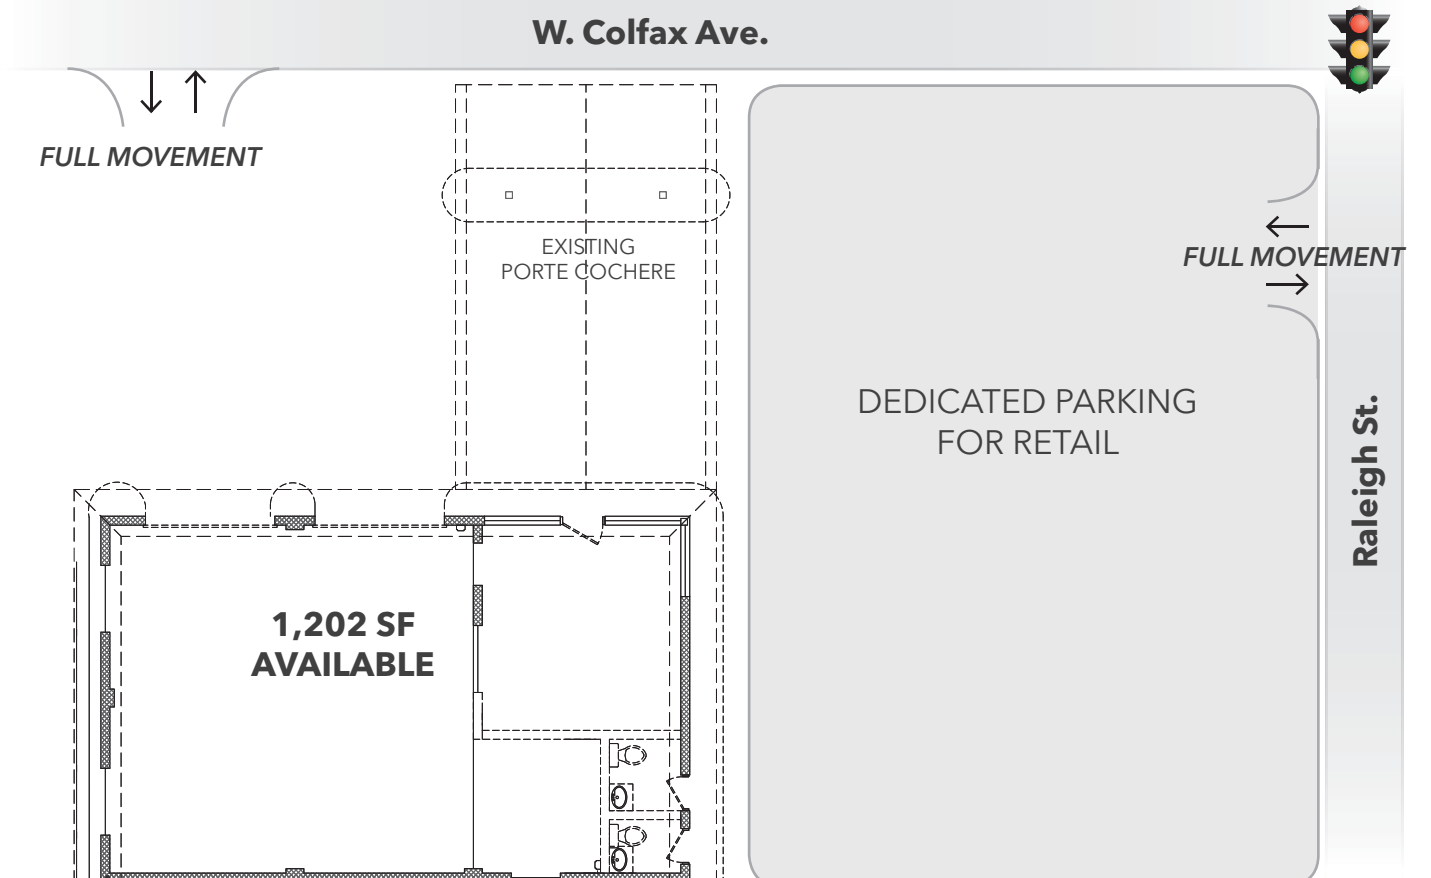 W. Colfax Ave.
FULL MOVEMENT
EXISTING
PORTE COCHERE
FULL MOVEMENT
DEDICATED PARKING
FOR RETAIL
Raleigh St.
1,202 SF
AVAILABLE